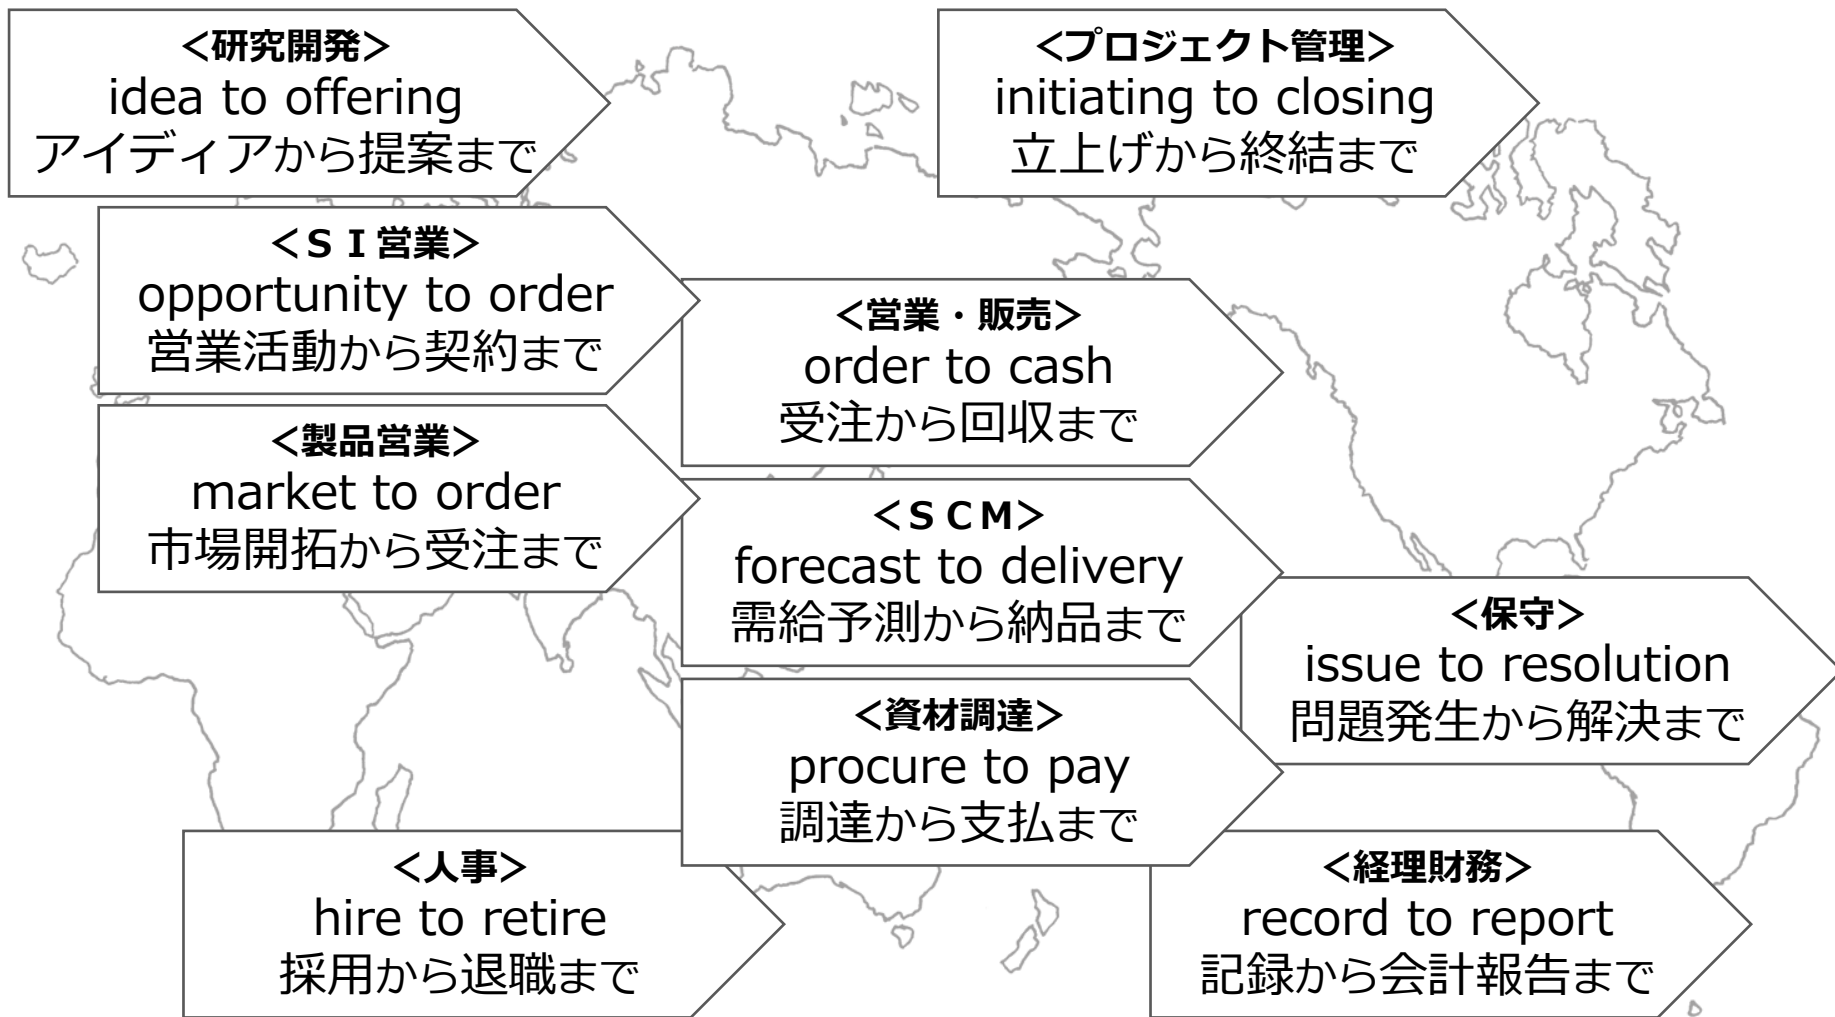 ＜研究開発＞
idea to offering
アイディアから提案まで
＜プロジェクト管理＞
initiating to closing
立上げから終結まで
＜ＳＩ営業＞
opportunity to order
営業活動から契約まで
＜営業・販売＞
order to cash
受注から回収まで
＜製品営業＞
market to order
市場開拓から受注まで
＜ＳＣＭ＞
forecast to delivery
需給予測から納品まで
＜保守＞
issue to resolution
問題発生から解決まで
＜資材調達＞
procure to pay
調達から支払まで
＜人事＞
hire to retire
採用から退職まで
＜経理財務＞
record to report
記録から会計報告まで